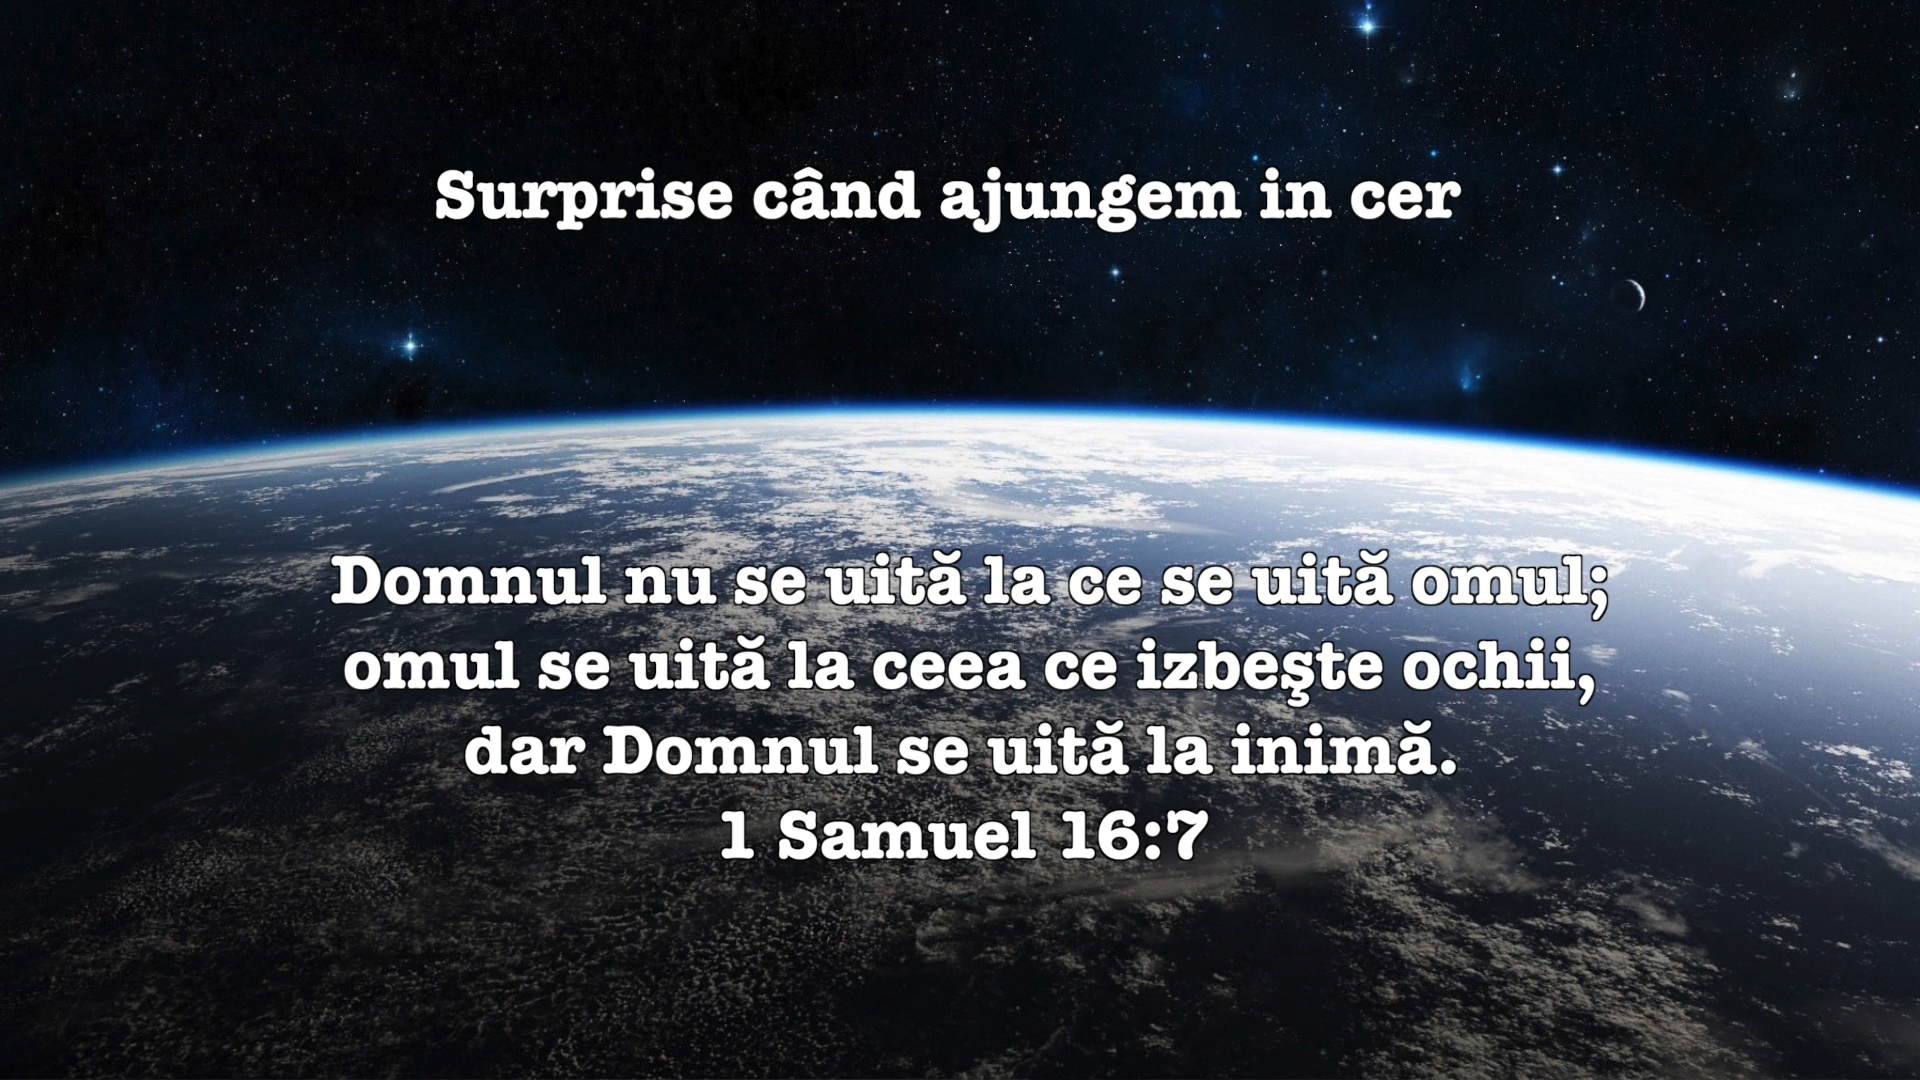 Surprise când ajungem in cer
Domnul nu se uită la ce se uită omul;
omul se uită la ceea ce izbeşte ochii,
dar Domnul se uită la inimă.
1 Samuel 16:7